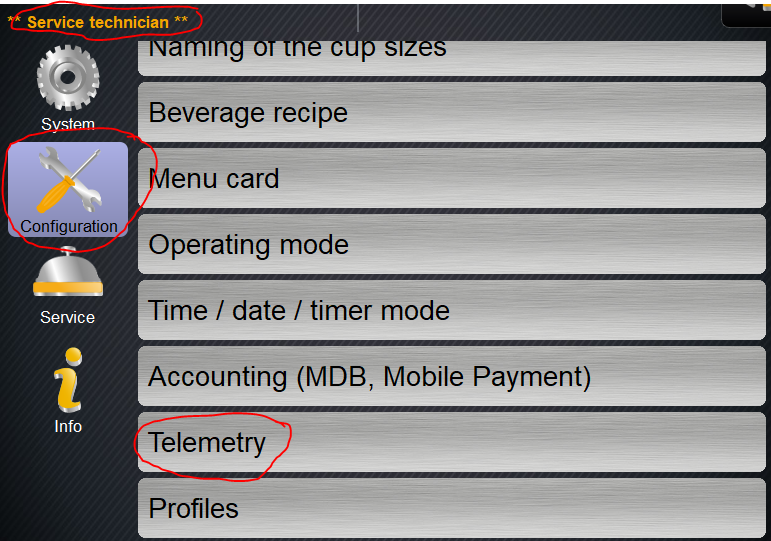 ** Service technician **
System
Configuration
Service
Info
Naming of the cup sizes
Beverage recipe
Menu card
Operating mode
Time / date / timer mode
Accounting (MDB, Mobile Payment)
Telemetry
Profiles